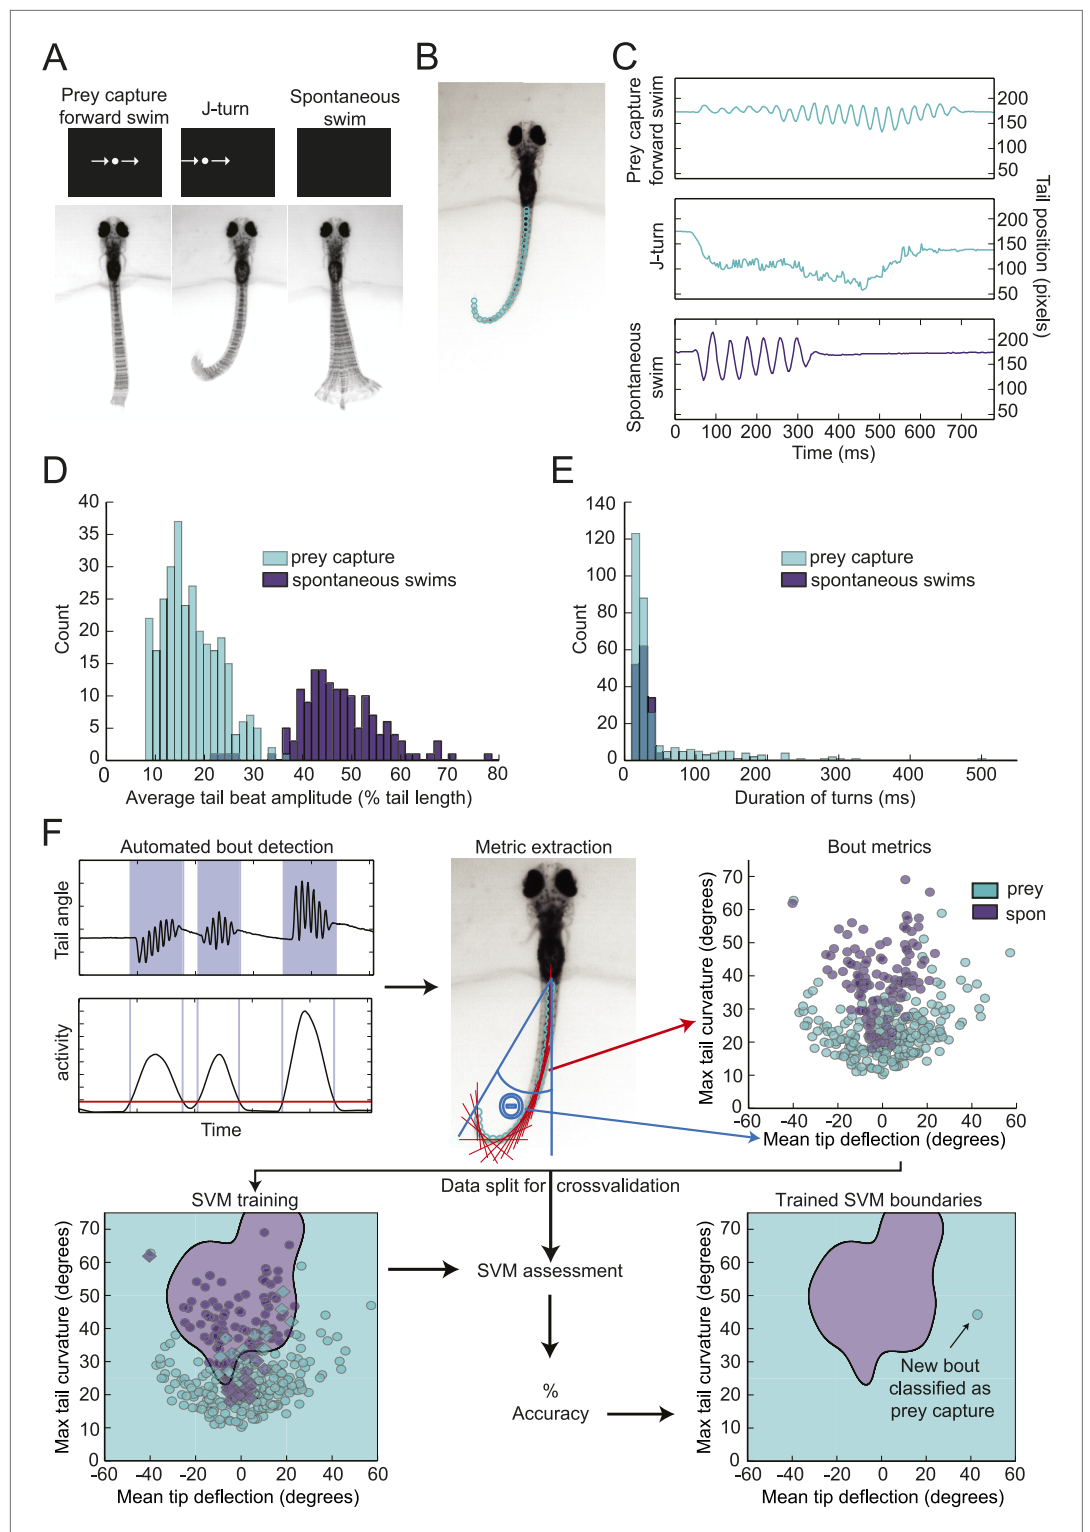 A
Prey capture
forward swim
J-turn
Spontaneous
swim
B
C
Prey capture
forward swim
200
150
100
50
J-turn
200
150
100
50
Spontaneous
swim
200
150
100
50
Tail position
(pixels)
0 100 200 300 400 500 600 700
Time (ms)
D
Count
40
35
30
25
20
15
10
5
0
prey capture
spontaneous swims
0 10 20 30 40 50 60 70 80
Average tail beat amplitude (% tail length)
E
Count
140
120
100
80
60
40
20
0
prey capture
spontaneous swims
0 100 200 300 400 500
Duration of turns (ms)
F
Automated bout detection
Tail angle
activity
Time
Metric extraction
Bout metrics
Max tail curvature (degrees)
75
70
60
50
40
30
20
10
0
prey
spon
-60 -40 -20 0 20 40 60
Mean tip deflection (degrees)
Data split for crossvalidation
SVM training
Max tail curvature (degrees)
70
60
50
40
30
20
10
0
-60 -40 -20 0 20 40 60
Mean tip deflection (degrees)
SVM assessment
%
Accuracy
Trained SVM boundaries
Max tail curvature (degrees)
70
60
50
40
30
20
10
0
New bout
classified as
prey capture
-60 -40 -20 0 20 40 60
Mean tip deflection (degrees)